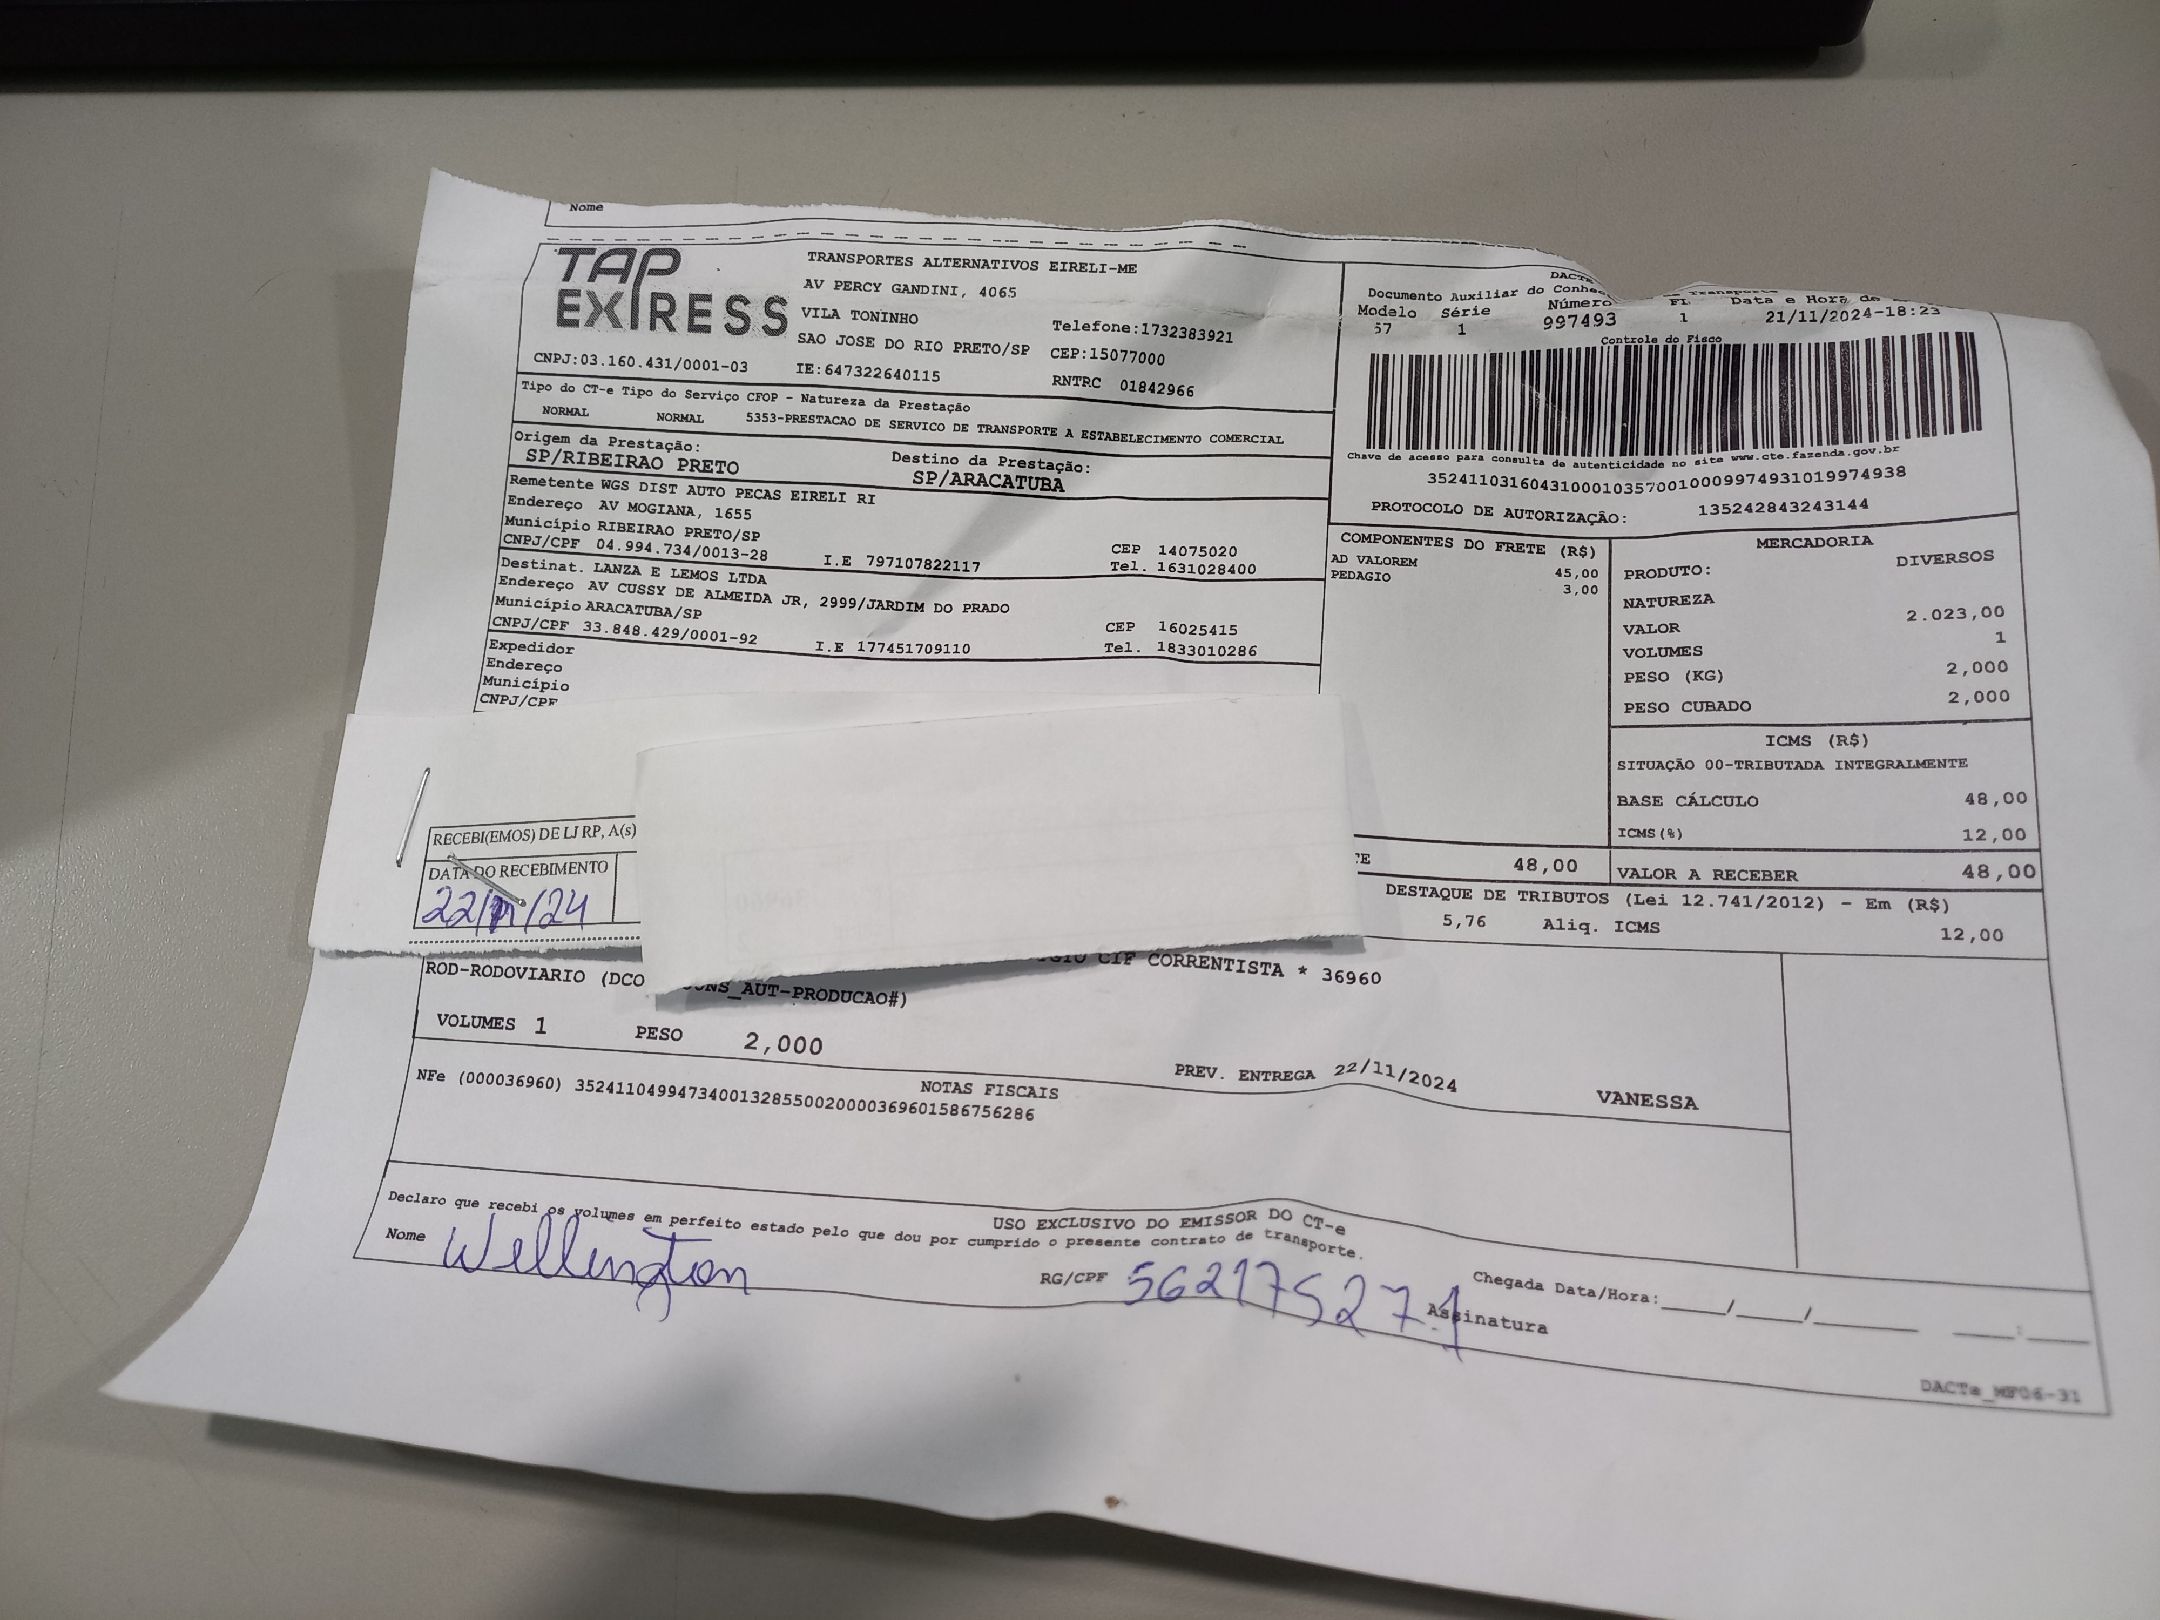 Nome
TAP EXPRESS
TRANSPORTES ALTERNATIVOS EIRELI-ME
AV PERCY GANDINI, 4065
VILA TONINHO Telefone:1732383921
SAO JOSE DO RIO PRETO/SP CEP:15077000
CNPJ:03.160.431/0001-03 IE:647322640115 RNTRC 01842966
DACTE
Documento Auxiliar do Conhec
Modelo Série Número FL Data e Hora de
57 1 997493 1 21/11/2024-18:23
Controle do Fisco
Chave de acesso para consulta de autenticidade no site www.cte.fazenda.gov.br
35241103160431000103570010009974931019974938
PROTOCOLO DE AUTORIZAÇÃO: 135242843243144
Tipo do CT-e Tipo do Serviço CFOP - Natureza da Prestação
NORMAL NORMAL 5353-PRESTACAO DE SERVICO DE TRANSPORTE A ESTABELECIMENTO COMERCIAL
Origem da Prestação: Destino da Prestação:
SP/RIBEIRAO PRETO SP/ARACATUBA
Remetente WGS DIST AUTO PECAS EIRELI RI
Endereço AV MOGIANA, 1655
Município RIBEIRAO PRETO/SP CEP 14075020
CNPJ/CPF 04.994.734/0013-28 I.E 797107822117 Tel. 1631028400
Destinat. LANZA E LEMOS LTDA
Endereço AV CUSSY DE ALMEIDA JR, 2999/JARDIM DO PRADO
Município ARACATUBA/SP CEP 16025415
CNPJ/CPF 33.848.429/0001-92 I.E 177451709110 Tel. 1833010286
Expedidor
Endereço
Município
CNPJ/CPF
COMPONENTES DO FRETE (R$)
AD VALOREM 45,00
PEDAGIO 3,00
MERCADORIA
PRODUTO: DIVERSOS
NATUREZA
VALOR 2.023,00
VOLUMES 1
PESO (KG) 2,000
PESO CUBADO 2,000
ICMS (R$)
SITUAÇÃO 00-TRIBUTADA INTEGRALMENTE
BASE CÁLCULO 48,00
ICMS(%) 12,00
TE 48,00 VALOR A RECEBER 48,00
DESTAQUE DE TRIBUTOS (Lei 12.741/2012) - Em (R$)
5,76 Aliq. ICMS 12,00
RECEBI(EMOS) DE LJ RP, A(s)
DATA DO RECEBIMENTO
22/11/24
CIF CORRENTISTA * 36960
ROD-RODOVIARIO (DCO ONS_AUT-PRODUCAO#)
VOLUMES 1 PESO 2,000 PREV. ENTREGA 22/11/2024 VANESSA
NOTAS FISCAIS
NFe (000036960) 35241104994734001328550020000369601586756286
USO EXCLUSIVO DO EMISSOR DO CT-e
Declaro que recebi os volumes em perfeito estado pelo que dou por cumprido o presente contrato de transporte.
Nome Wellington RG/CPF 562175271 Chegada Data/Hora:____/____/______ ____:____
Assinatura
DACTe_MF06-31